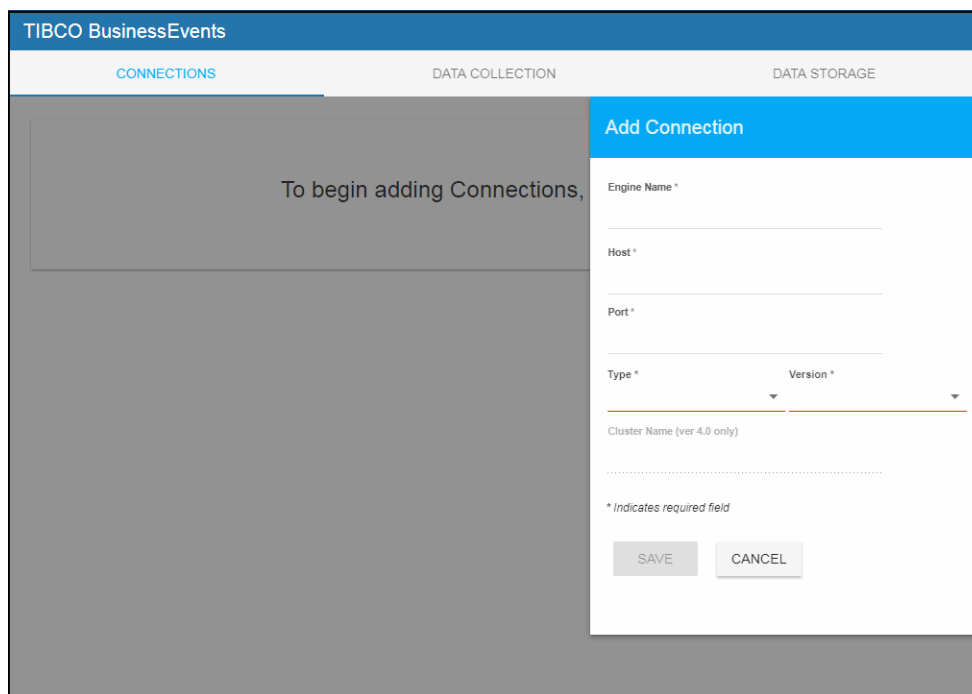 TIBCO BusinessEvents
CONNECTIONS DATA COLLECTION DATA STORAGE
Add Connection
To begin adding Connections,
Engine Name *
Host *
Port *
Type * Version *
Cluster Name (ver 4.0 only)
* Indicates required field
SAVE CANCEL